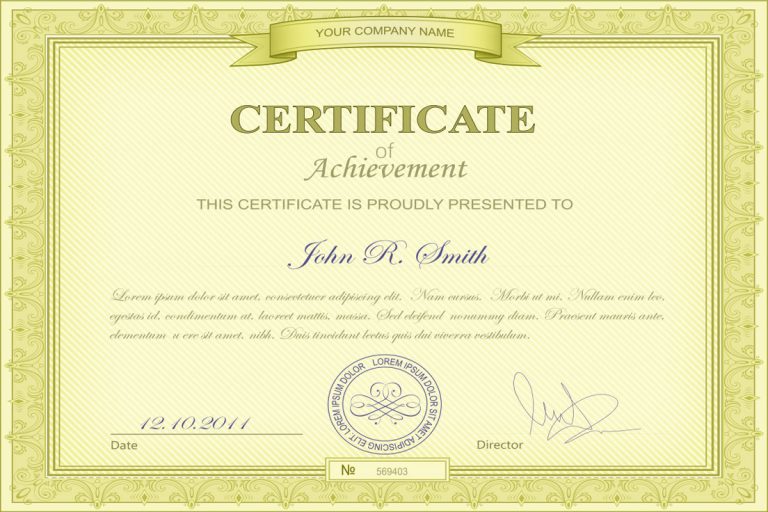 YOUR COMPANY NAME
CERTIFICATE
of
Achievement
THIS CERTIFICATE IS PROUDLY PRESENTED TO
John R. Smith
Lorem ipsum dolor sit amet, consectetuer adipiscing elit. Nam cursus. Morbi ut mi. Nullam enim leo,
egestas id, condimentum at, laoreet mattis, massa. Sed eleifend nonummy diam. Praesent mauris ante,
elementum u ere sit amet, nibh. Duis tincidunt lectus quis dui viverra vestibulum.
LOREM IPSUM DOLOR SIT AMET ADIPISCING ELIT. LOREM IPSUM DOLOR
12.10.2011
Date
Director
№ 569403